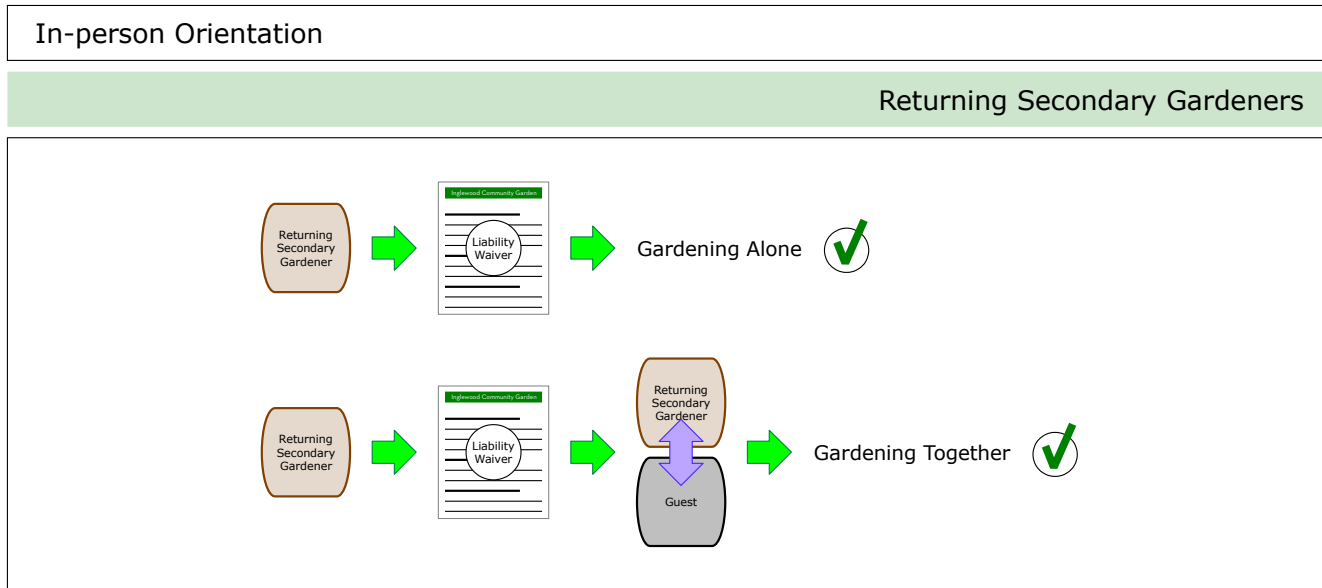 In-person Orientation
Returning Secondary Gardeners
Inglewood Community Garden
Returning
Secondary
Gardener
Liability
Waiver
Gardening Alone
Returning
Secondary
Gardener
Inglewood Community Garden
Liability
Waiver
Returning
Secondary
Gardener
Guest
Gardening Together